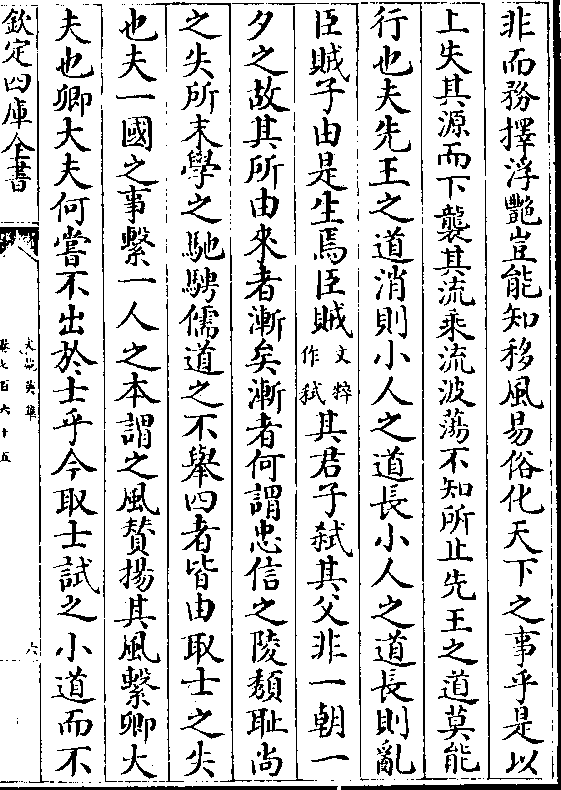 非而務擇浮艷豈能知移風易俗化天下之事乎是以
上失其源而下襲其流乘流波蕩不知所止先王之道莫能
行也夫先王之道消則小人之道長小人之道長則亂
臣賊子由是生焉臣賊文粹作弑其君子弑其父非一朝一
夕之故其所由來者漸矣漸者何謂忠信之陵頽耻尚
之失所末學之馳騁儒道之不舉四者皆由取士之失
也夫一國之事繫一人之本謂之風賛揚其風繫卿大
夫也卿大夫何嘗不出於士乎今取士試之小道而不
欽定四庫全書
文苑英華
卷七百六十五
六